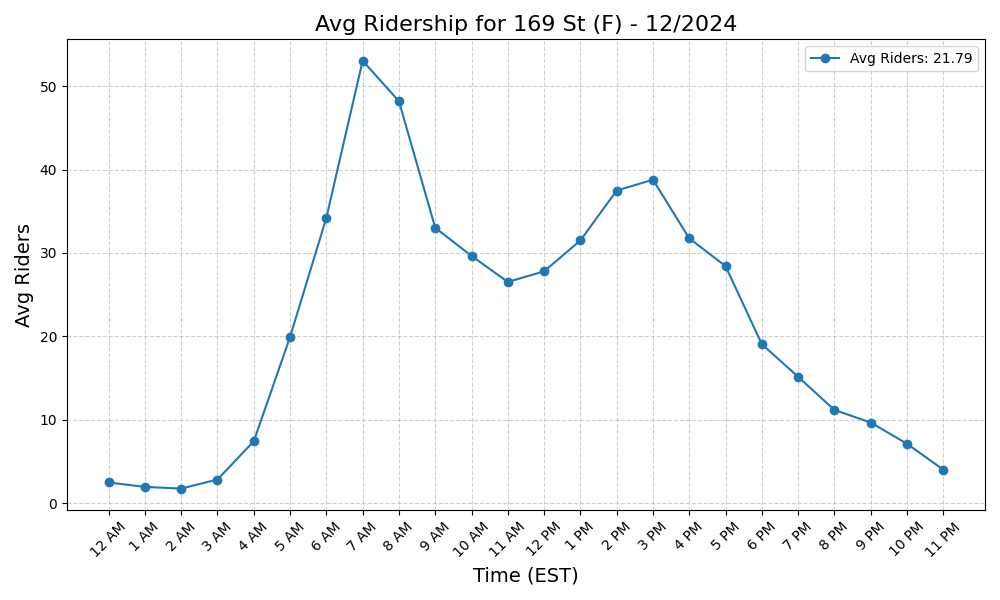 Avg Ridership for 169 St (F) - 12/2024
Avg Riders: 21.79
Avg Riders
50
40
30
20
10
0
12 AM
1 AM
2 AM
3 AM
4 AM
5 AM
6 AM
7 AM
8 AM
9 AM
10 AM
11 AM
12 PM
1 PM
2 PM
3 PM
4 PM
5 PM
6 PM
7 PM
8 PM
9 PM
10 PM
11 PM
Time (EST)